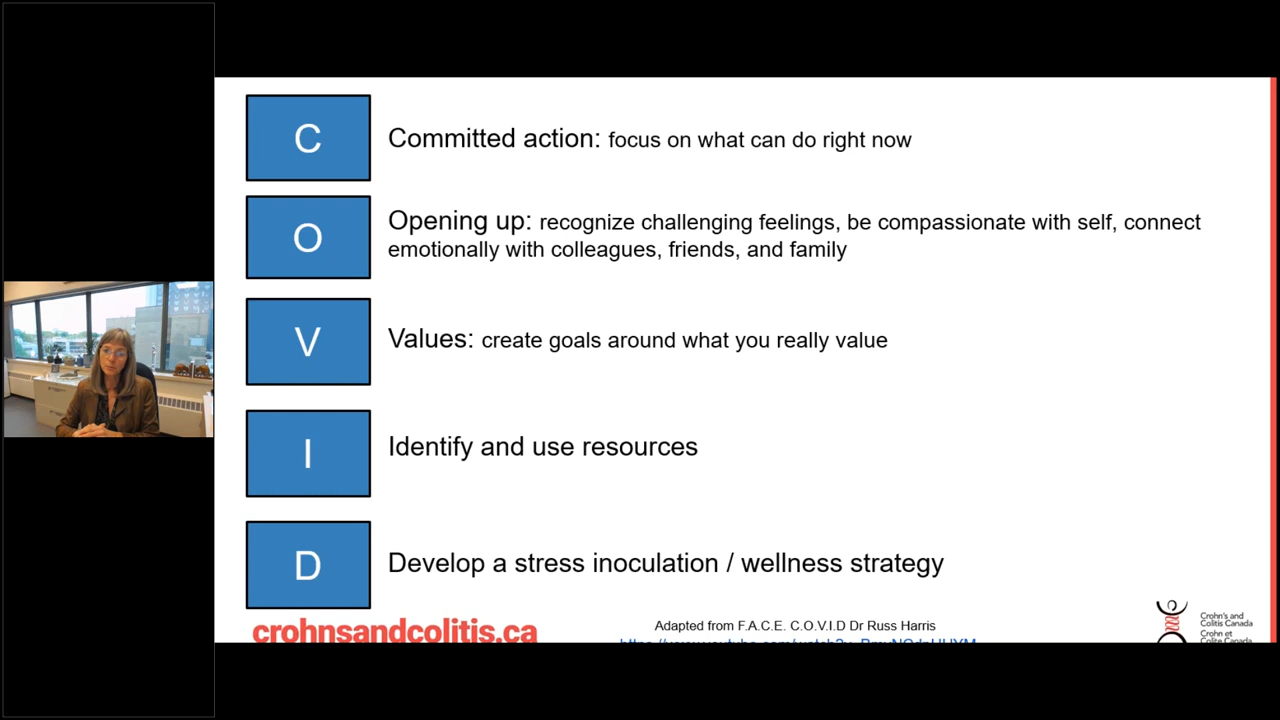 C
Committed action: focus on what can do right now
O
Opening up: recognize challenging feelings, be compassionate with self, connect
emotionally with colleagues, friends, and family
V
Values: create goals around what you really value
I
Identify and use resources
D
Develop a stress inoculation / wellness strategy
crohnsandcolitis.ca
Adapted from F.A.C.E. C.O.V.I.D Dr Russ Harris
Crohn's and
Colitis Canada
Crohn et
Colite Canada